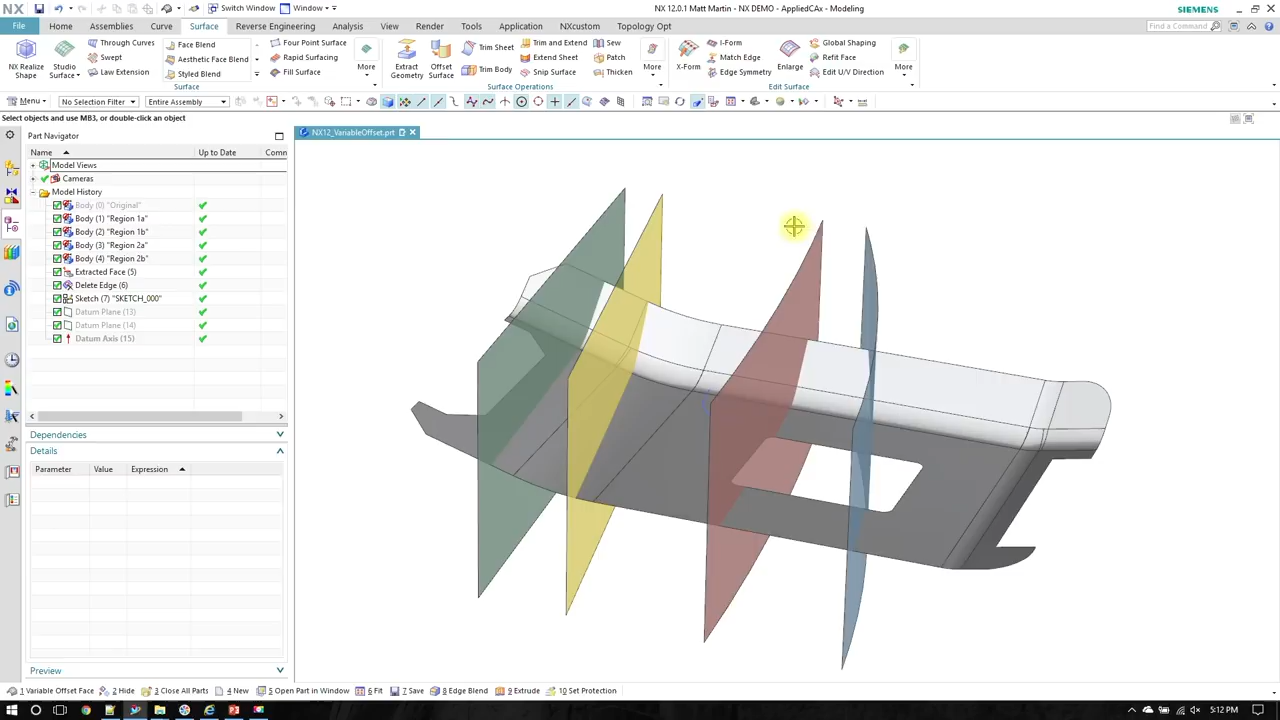 NX Switch Window Window NX 12.0.1 Matt Martin - NX DEMO - AppliedCAx - Modeling SIEMENS
File Home Assemblies Curve Surface Reverse Engineering Analysis View Render Tools Application NXcustom Topology Opt Find a Command
NX Realize Shape
Studio Surface
Through Curves
Swept
Law Extension
Face Blend
Aesthetic Face Blend
Styled Blend
Four Point Surface
Rapid Surfacing
Fill Surface
More
Surface
Extract Geometry
Offset Surface
Trim Sheet
Trim Body
Trim and Extend
Extend Sheet
Snip Surface
Sew
Patch
Thicken
More
Surface Operations
X-Form
I-Form
Match Edge
Edge Symmetry
Enlarge
Global Shaping
Refit Face
Edit U/V Direction
More
Edit Surface
Menu No Selection Filter Entire Assembly
Select objects and use MB3, or double-click an object
Part Navigator
NX12_VariableOffset.prt
Name Up to Date Comn
Model Views
Cameras
Model History
Body (0) "Original"
Body (1) "Region 1a"
Body (2) "Region 1b"
Body (3) "Region 2a"
Body (4) "Region 2b"
Extracted Face (5)
Delete Edge (6)
Sketch (7) "SKETCH_000"
Datum Plane (13)
Datum Plane (14)
Datum Axis (15)
Dependencies
Details
Parameter Value Expression
Preview
1 Variable Offset Face 2 Hide 3 Close All Parts 4 New 5 Open Part in Window 6 Fit 7 Save 8 Edge Blend 9 Extrude 10 Set Protection
5:12 PM